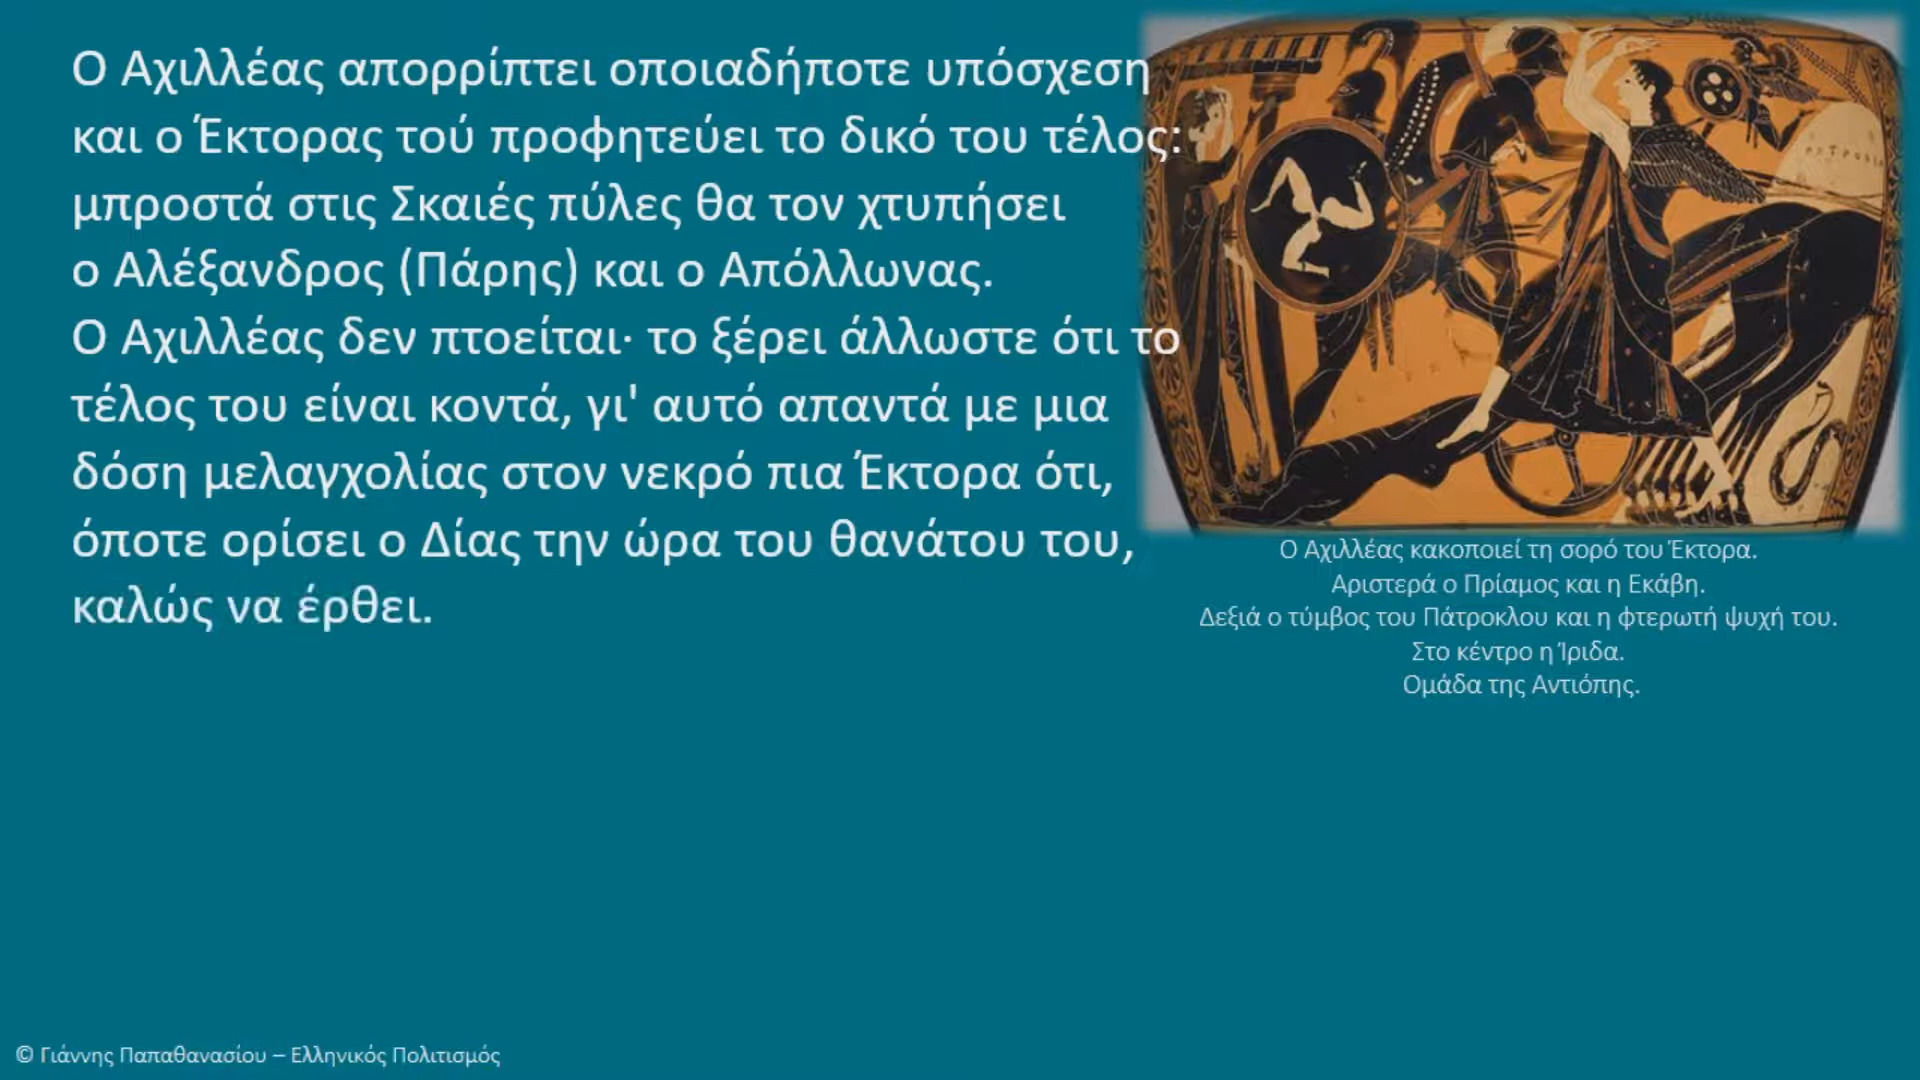 Ο Αχιλλέας απορρίπτει οποιαδήποτε υπόσχεση
και ο Έκτορας τού προφητεύει το δικό του τέλος:
μπροστά στις Σκαιές πύλες θα τον χτυπήσει
ο Αλέξανδρος (Πάρης) και ο Απόλλωνας.
Ο Αχιλλέας δεν πτοείται· το ξέρει άλλωστε ότι το
τέλος του είναι κοντά, γι' αυτό απαντά με μια
δόση μελαγχολίας στον νεκρό πια Έκτορα ότι,
όποτε ορίσει ο Δίας την ώρα του θανάτου του,
καλώς να έρθει.
Ο Αχιλλέας κακοποιεί τη σορό του Έκτορα.
Αριστερά ο Πρίαμος και η Εκάβη.
Δεξιά ο τύμβος του Πάτροκλου και η φτερωτή ψυχή του.
Στο κέντρο η Ίριδα.
Ομάδα της Αντιόπης.
© Γιάννης Παπαθανασίου – Ελληνικός Πολιτισμός